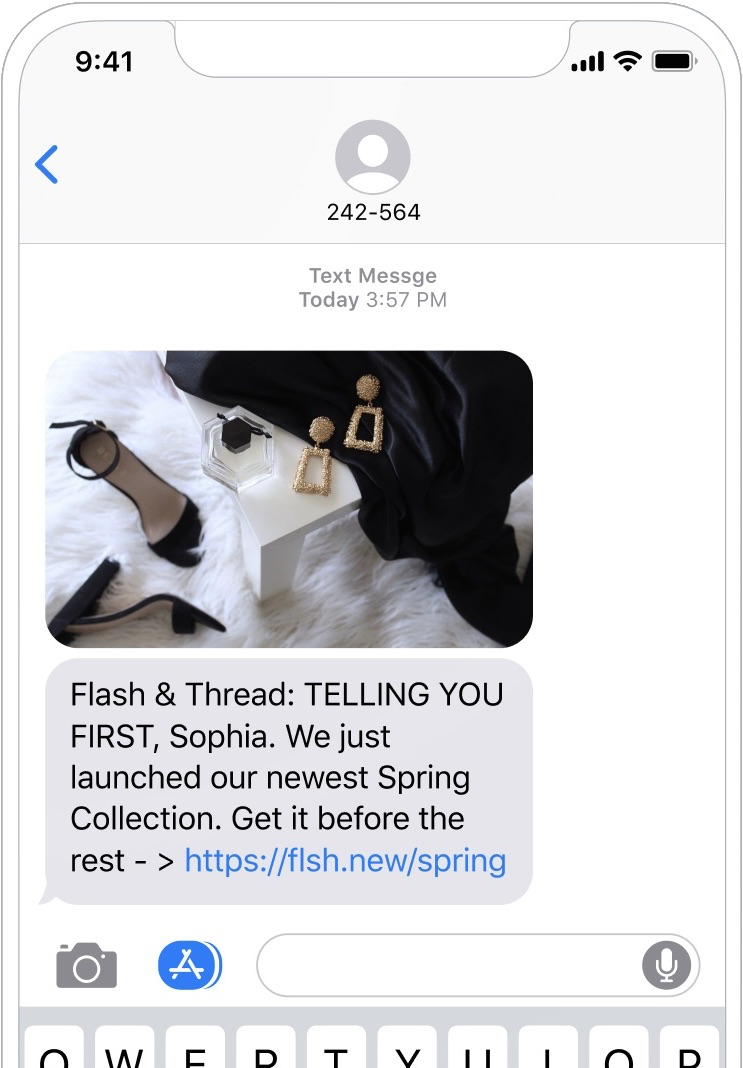 9:41
242-564
Text Messge
Today 3:57 PM
Flash & Thread: TELLING YOU
FIRST, Sophia. We just
launched our newest Spring
Collection. Get it before the
rest - > https://flsh.new/spring
Q W E R T Y U I O P